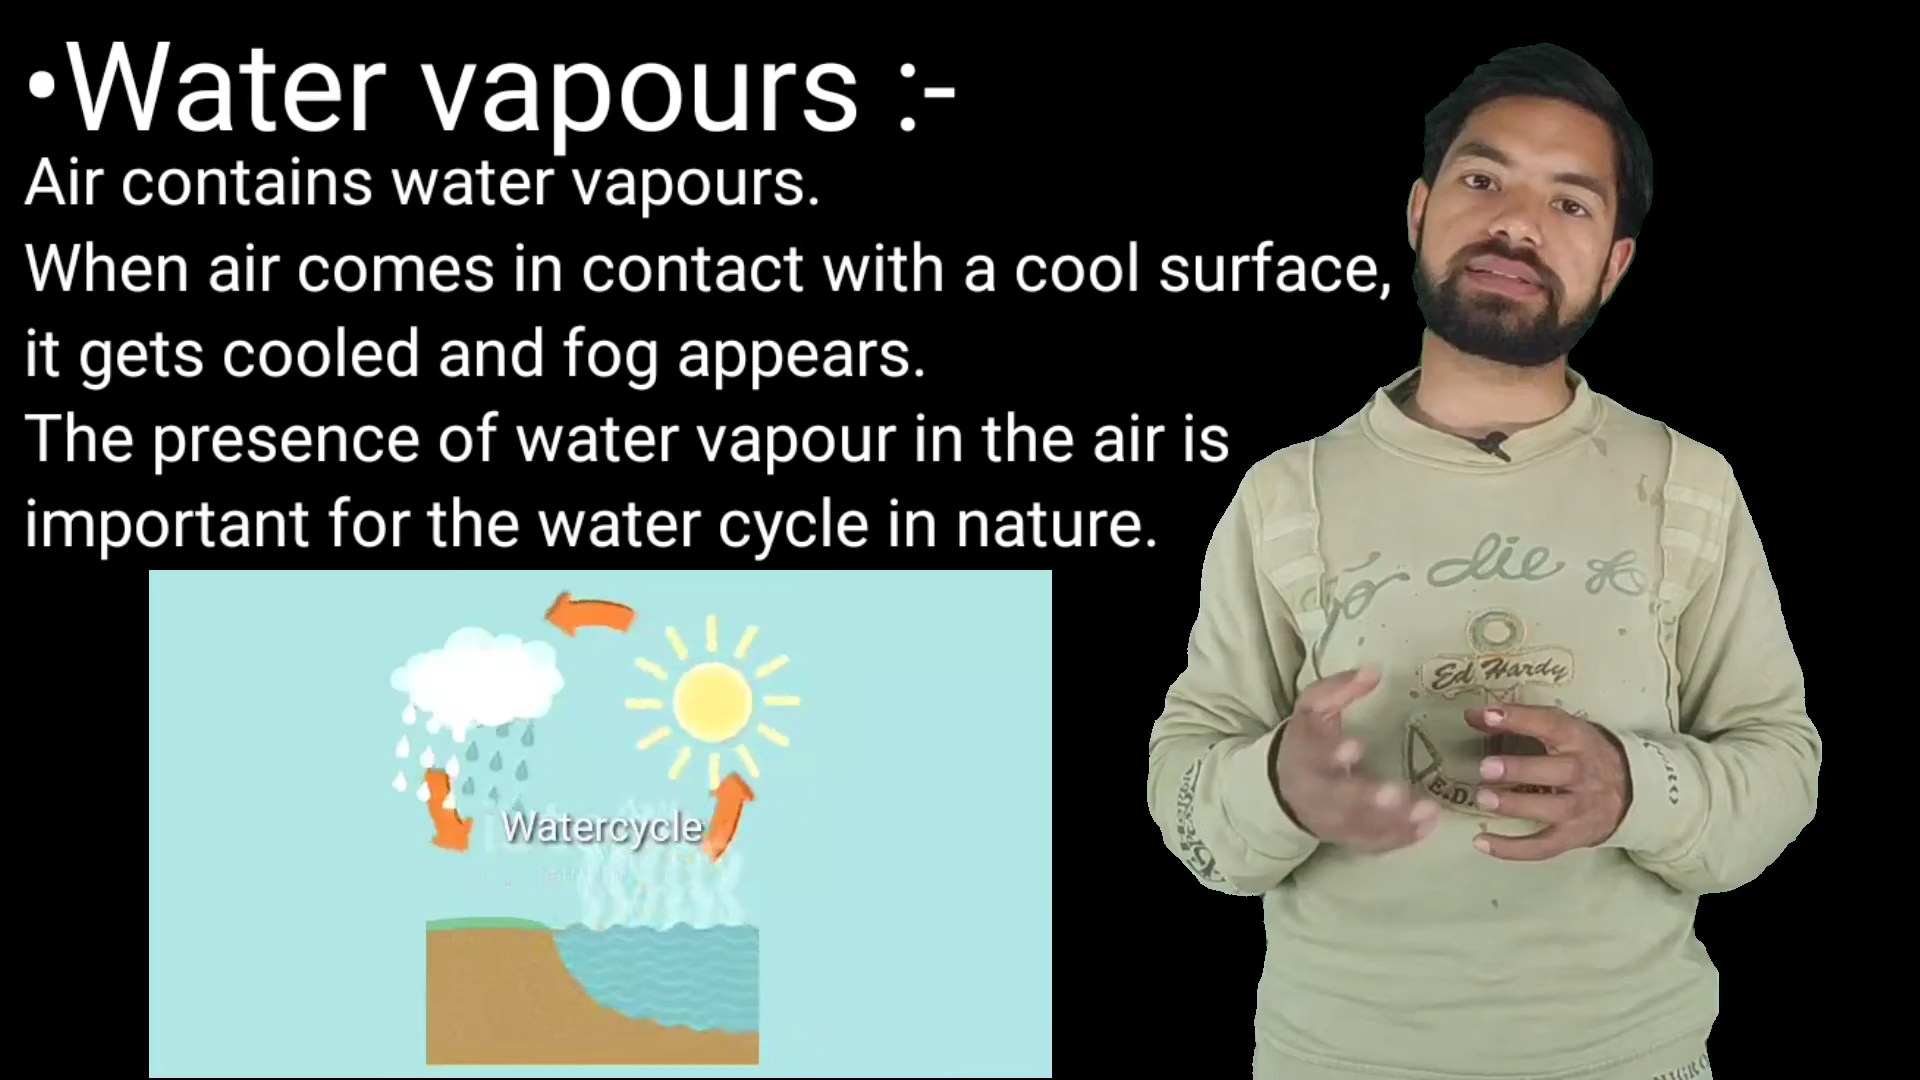 •Water vapours :-
Air contains water vapours.
When air comes in contact with a cool surface,
it gets cooled and fog appears.
The presence of water vapour in the air is
important for the water cycle in nature.
Watercycle
die
Ed Hardy